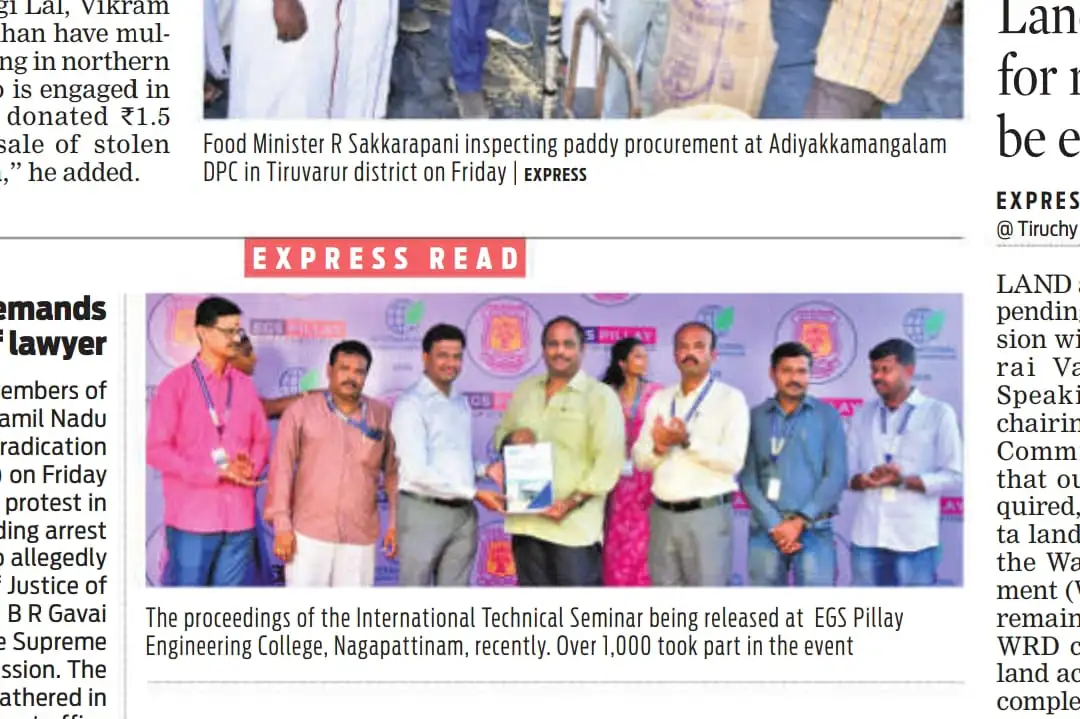 gi Lal, Vikram
han have mul-
ng in northern
o is engaged in
donated ₹1.5
sale of stolen
,” he added.
Food Minister R Sakkarapani inspecting paddy procurement at Adiyakkamangalam
DPC in Tiruvarur district on Friday | EXPRESS
EXPRESS READ
emands
f lawyer
embers of
amil Nadu
radication
) on Friday
protest in
ding arrest
o allegedly
f Justice of
B R Gavai
e Supreme
ssion. The
athered in
EGS PILLAY
GS PILLAY
EGS PILLAY
The proceedings of the International Technical Seminar being released at EGS Pillay
Engineering College, Nagapattinam, recently. Over 1,000 took part in the event
Lan
for
be e
EXPRES
@ Tiruchy
LAND
pending
sion wi
rai Va
Speaki
chairin
Comm
that ou
quired,
ta land
the Wa
ment (
remain
WRD c
land ac
comple